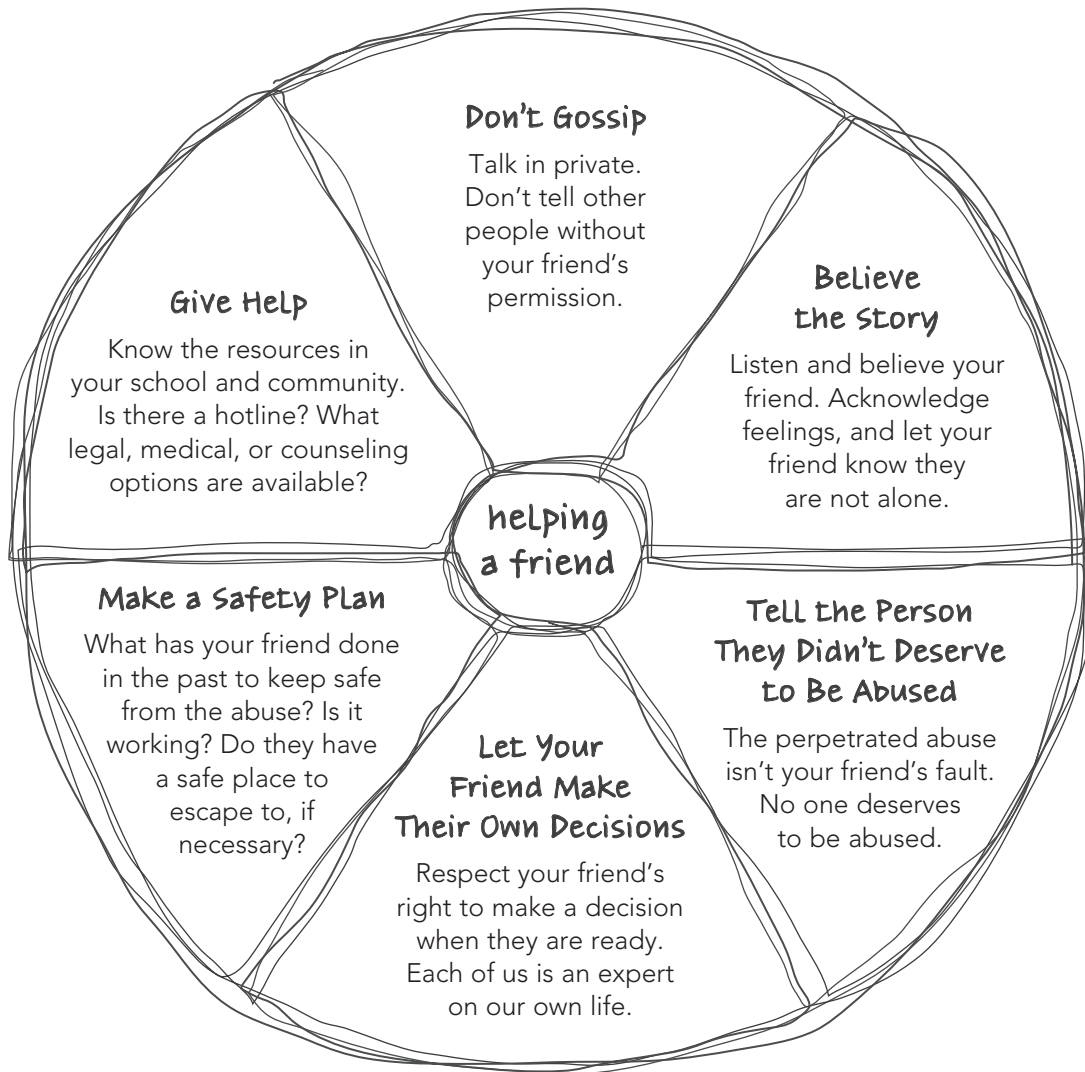 Don't Gossip
Talk in private.
Don't tell other
people without
your friend's
permission.
Believe
the Story
Listen and believe your
friend. Acknowledge
feelings, and let your
friend know they
are not alone.
Tell the Person
They Didn't Deserve
to Be Abused
The perpetrated abuse
isn't your friend's fault.
No one deserves
to be abused.
Let Your
Friend Make
Their Own Decisions
Respect your friend's
right to make a decision
when they are ready.
Each of us is an expert
on our own life.
Make a Safety Plan
What has your friend done
in the past to keep safe
from the abuse? Is it
working? Do they have
a safe place to
escape to, if
necessary?
Give Help
Know the resources in
your school and community.
Is there a hotline? What
legal, medical, or counseling
options are available?
helping
a friend